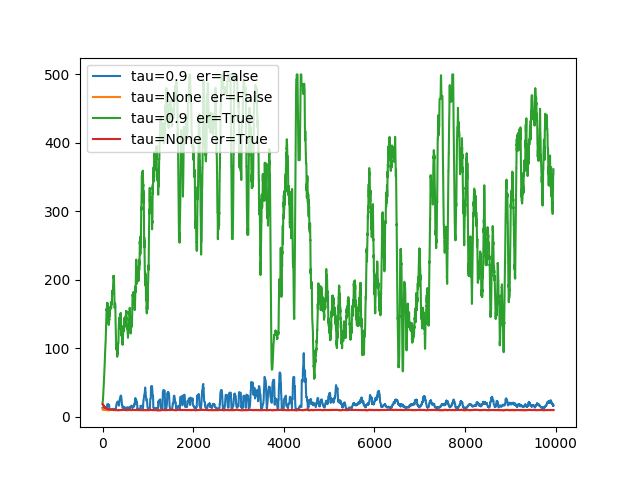 500
400
300
200
100
0
tau=0.9 er=False
tau=None er=False
tau=0.9 er=True
tau=None er=True
0 2000 4000 6000 8000 10000